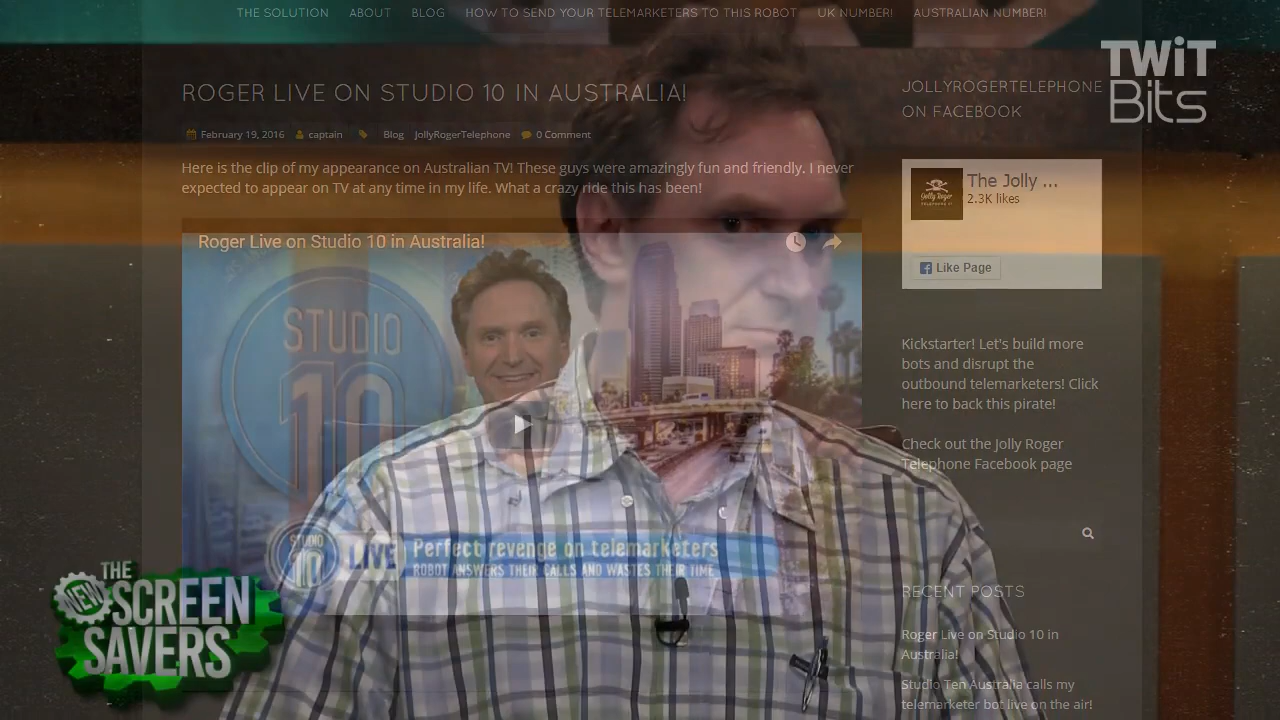 THE SOLUTION ABOUT BLOG HOW TO SEND YOUR TELEMARKETERS TO THIS ROBOT UK NUMBER! AUSTRALIAN NUMBER!
TWiT
Bits
ROGER LIVE ON STUDIO 10 IN AUSTRALIA!
February 19, 2016 captain Blog JollyRogerTelephone 0 Comment
Here is the clip of my appearance on Australian TV! These guys were amazingly fun and friendly. I never
expected to appear on TV at any time in my life. What a crazy ride this has been!
Roger Live on Studio 10 in Australia!
STUDIO
10
STUDIO
10
LIVE
Perfect revenge on telemarketers
ROBOT ANSWERS THEIR CALLS AND WASTES THEIR TIME
JOLLYROGERTELEPHONE
ON FACEBOOK
The Jolly ...
2.3K likes
Jolly Roger
Like Page
Kickstarter! Let's build more
bots and disrupt the
outbound telemarketers! Click
here to back this pirate!
Check out the Jolly Roger
Telephone Facebook page
RECENT POSTS
Roger Live on Studio 10 in
Australia!
Studio Ten Australia calls my
telemarketer bot live on the air!
THE
NEW
SCREEN
SAVERS